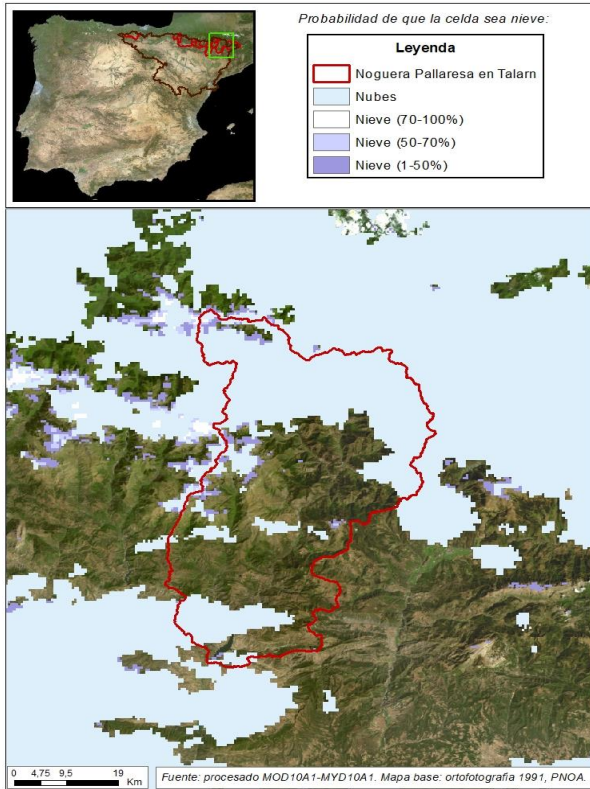 Probabilidad de que la celda sea nieve:
Leyenda
Noguera Pallaresa en Talarn
Nubes
Nieve (70-100%)
Nieve (50-70%)
Nieve (1-50%)
0 4,75 9,5 19
Km
Fuente: procesado MOD10A1-MYD10A1. Mapa base: ortofotografía 1991, PNOA.